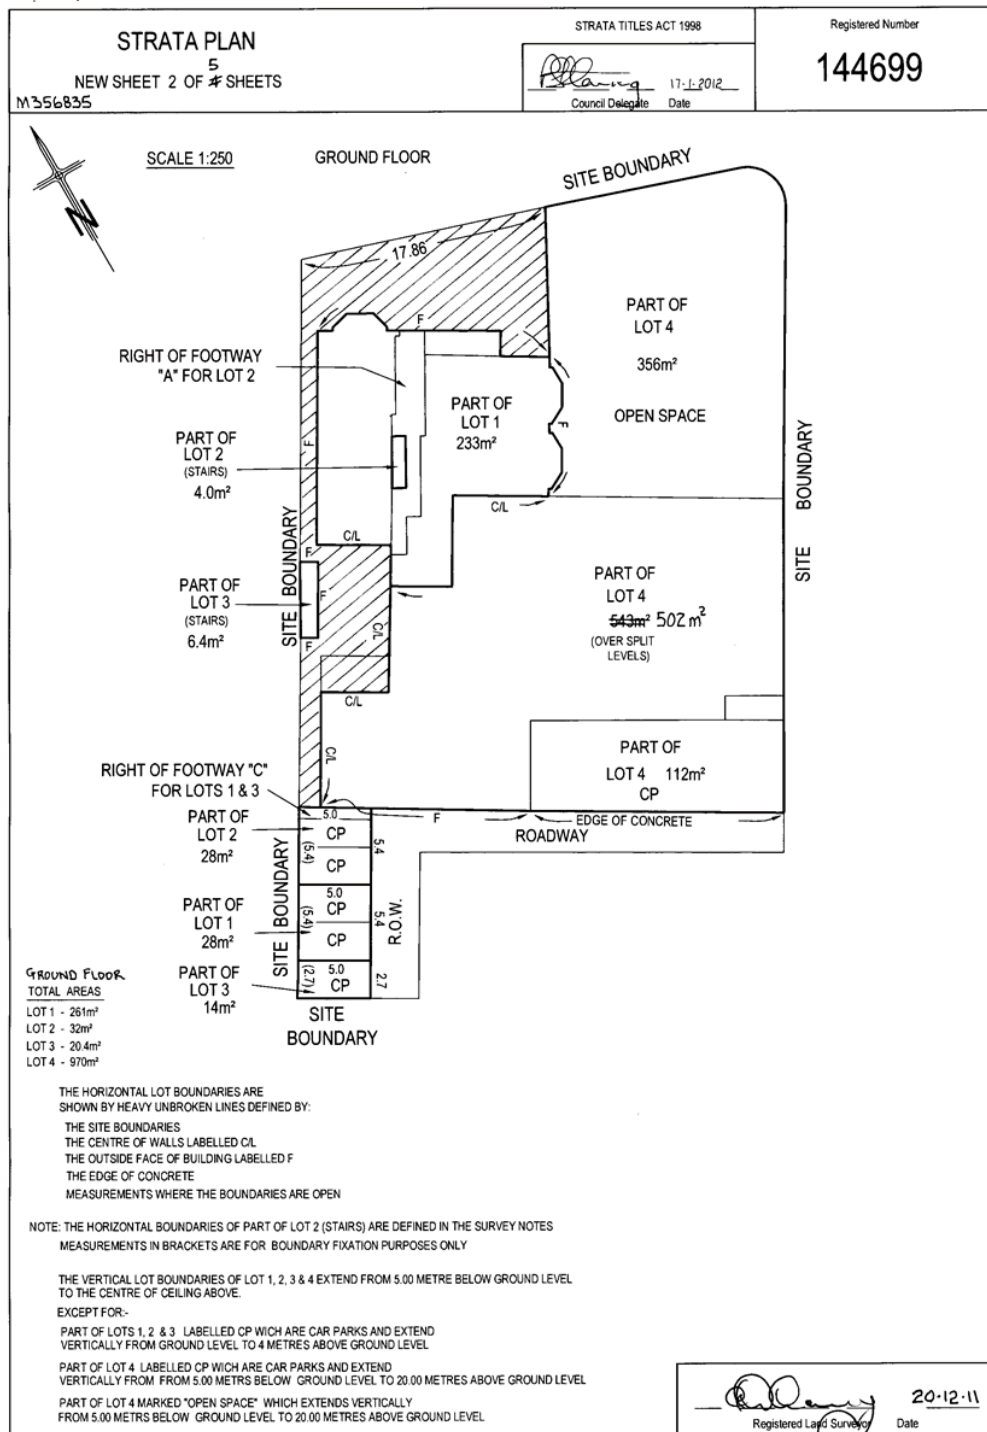 STRATA PLAN
5
NEW SHEET 2 OF 4 SHEETS
M356835
STRATA TITLES ACT 1998
17-1-2012
Council Delegate Date
Registered Number
144699
SCALE 1:250
GROUND FLOOR
N
SITE BOUNDARY
17.86
PART OF
LOT 4
356m²
OPEN SPACE
F
RIGHT OF FOOTWAY
"A" FOR LOT 2
PART OF
LOT 1
233m²
F
PART OF
LOT 2
(STAIRS)
4.0m²
F
SITE BOUNDARY
C/L
C/L
SITE BOUNDARY
F
PART OF
LOT 3
(STAIRS)
6.4m²
F
F
C/L
PART OF
LOT 4
543m² 502m²
(OVER SPLIT
LEVELS)
C/L
C/L
PART OF
LOT 4 112m²
CP
RIGHT OF FOOTWAY "C"
FOR LOTS 1 & 3
F
EDGE OF CONCRETE
ROADWAY
PART OF
LOT 2
28m²
5.0
CP
(5.4)
CP
5.4
SITE BOUNDARY
PART OF
LOT 1
28m²
5.0
CP
(5.4)
CP
5.4
R.O.W.
PART OF
LOT 3
14m²
(2.7)
5.0
CP
2.7
SITE
BOUNDARY
GROUND FLOOR
TOTAL AREAS
LOT 1 - 261m²
LOT 2 - 32m²
LOT 3 - 20.4m²
LOT 4 - 970m²
THE HORIZONTAL LOT BOUNDARIES ARE
SHOWN BY HEAVY UNBROKEN LINES DEFINED BY:
THE SITE BOUNDARIES
THE CENTRE OF WALLS LABELLED C/L
THE OUTSIDE FACE OF BUILDING LABELLED F
THE EDGE OF CONCRETE
MEASUREMENTS WHERE THE BOUNDARIES ARE OPEN
NOTE: THE HORIZONTAL BOUNDARIES OF PART OF LOT 2 (STAIRS) ARE DEFINED IN THE SURVEY NOTES
MEASUREMENTS IN BRACKETS ARE FOR BOUNDARY FIXATION PURPOSES ONLY
THE VERTICAL LOT BOUNDARIES OF LOT 1, 2, 3 & 4 EXTEND FROM 5.00 METRE BELOW GROUND LEVEL
TO THE CENTRE OF CEILING ABOVE.
EXCEPT FOR:-
PART OF LOTS 1, 2 & 3 LABELLED CP WICH ARE CAR PARKS AND EXTEND
VERTICALLY FROM GROUND LEVEL TO 4 METRES ABOVE GROUND LEVEL
PART OF LOT 4 LABELLED CP WICH ARE CAR PARKS AND EXTEND
VERTICALLY FROM FROM 5.00 METRS BELOW GROUND LEVEL TO 20.00 METRES ABOVE GROUND LEVEL
PART OF LOT 4 MARKED "OPEN SPACE" WHICH EXTENDS VERTICALLY
FROM 5.00 METRS BELOW GROUND LEVEL TO 20.00 METRES ABOVE GROUND LEVEL
20-12-11
Registered Land Surveyor Date